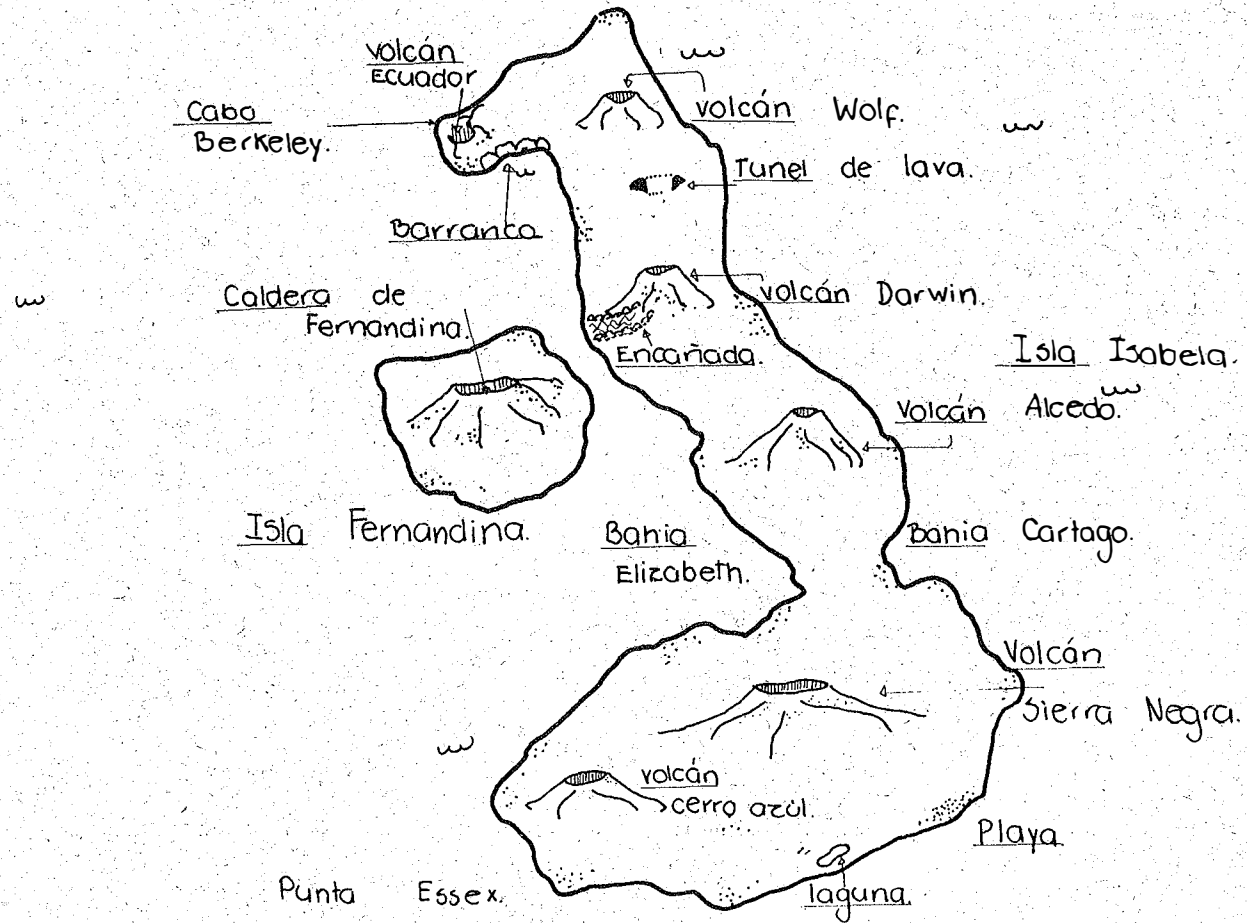 Volcán
Ecuador
Cabo
Berkeley.
Volcán Wolf.
Tunel de lava.
Barranco
Caldera de
Fernandina.
Volcán Darwin.
Encañada.
Isla Isabela.
Volcán Alcedo.
Isla Fernandina.
Bahia
Elizabeth.
Bahia Cartago.
Volcán
Sierra Negra.
Volcán
cerro azúl.
Playa
Punta Essex.
laguna.